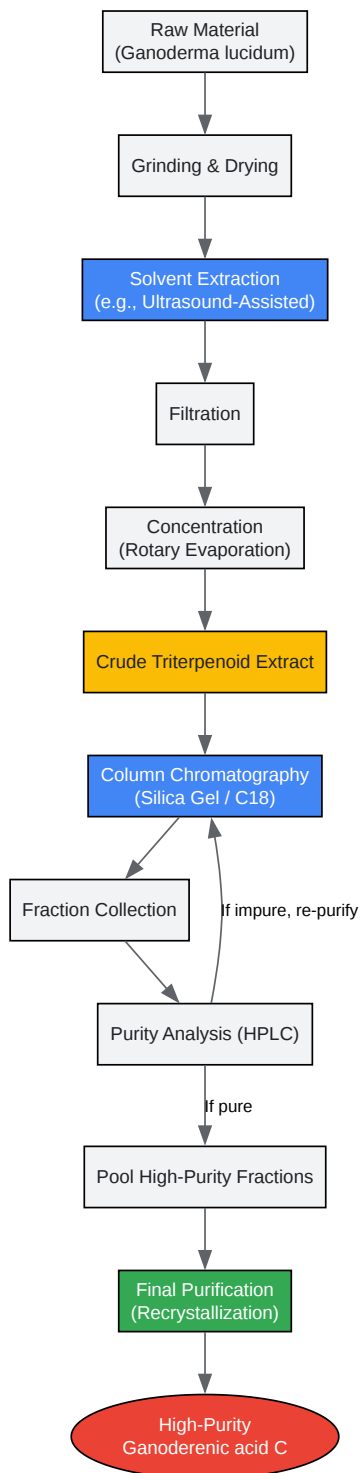 Raw Material
(Ganoderma lucidum)
Grinding & Drying
Solvent Extraction
(e.g., Ultrasound-Assisted)
Filtration
Concentration
(Rotary Evaporation)
Crude Triterpenoid Extract
Column Chromatography
(Silica Gel / C18)
Fraction Collection
If impure, re-purify
Purity Analysis (HPLC)
If pure
Pool High-Purity Fractions
Final Purification
(Recrystallization)
High-Purity
Ganoderenic acid C